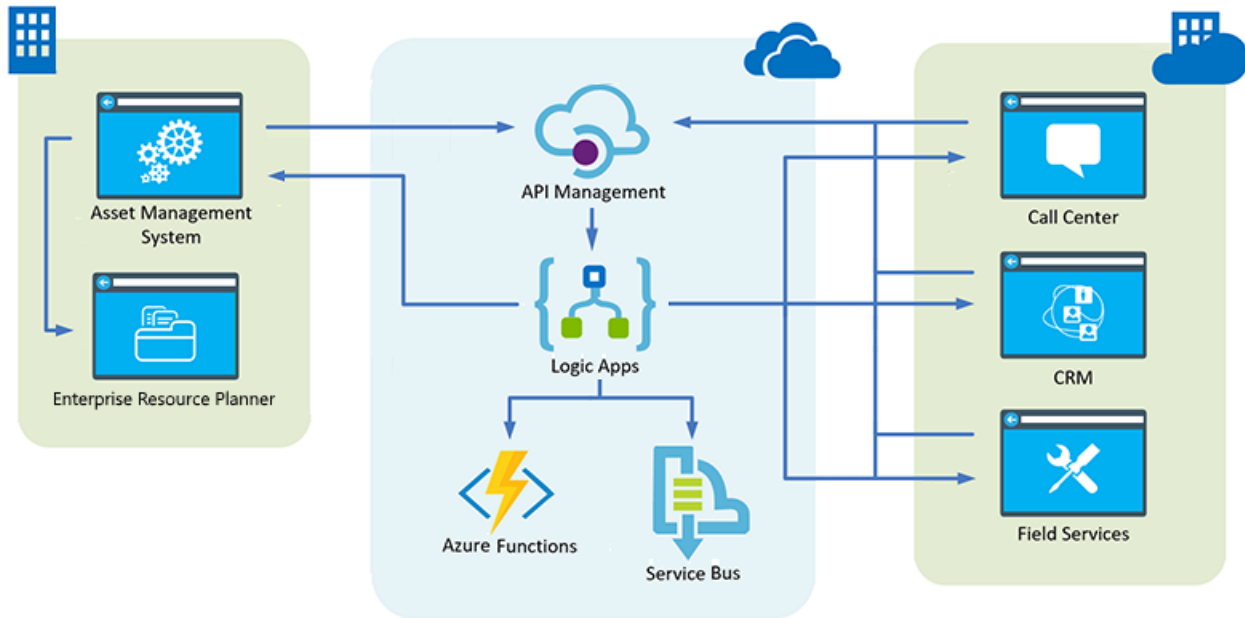 Asset Management
System
Enterprise Resource Planner
API Management
Logic Apps
Azure Functions
Service Bus
Call Center
CRM
Field Services